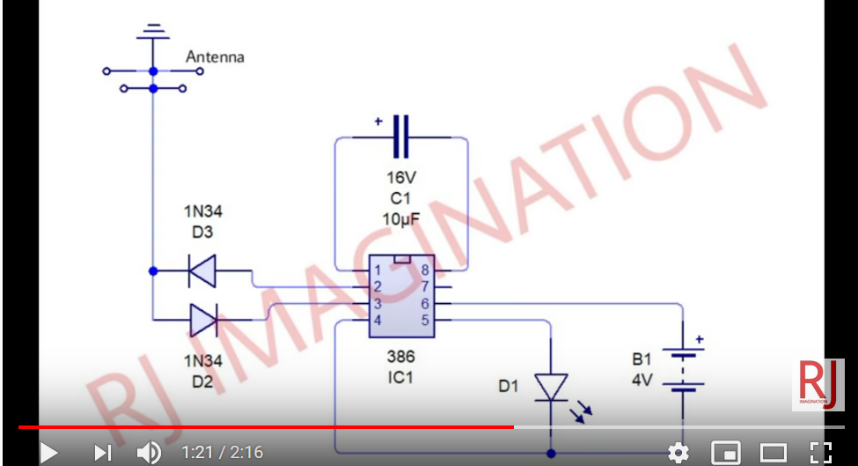 Antenna
+
16V
C1
10µF
1N34
D3
1 8
2 7
3 6
4 5
1N34
D2
386
IC1
D1
B1
4V
+
RJ IMAGINATION
RJ
IMAGINATION
1:21 / 2:16